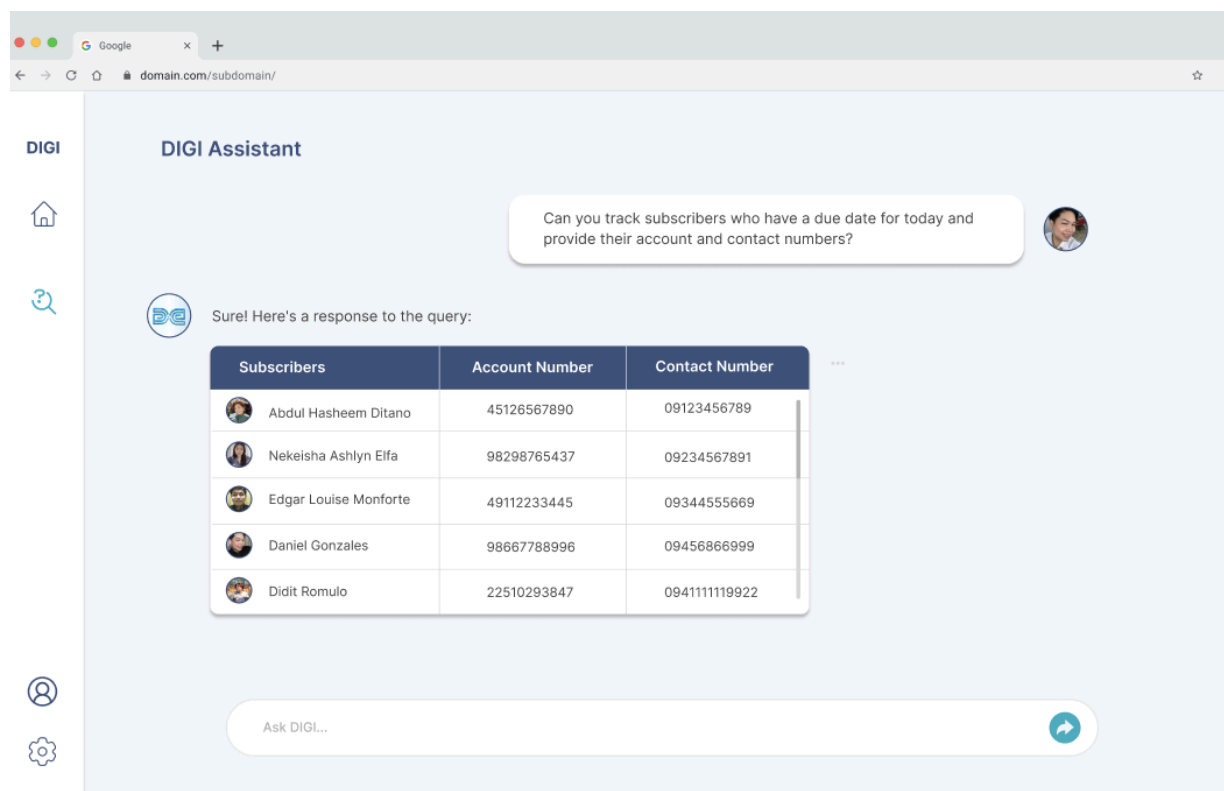 Google
domain.com/subdomain/
DIGI
DIGI Assistant
Can you track subscribers who have a due date for today and
provide their account and contact numbers?
Sure! Here's a response to the query:
Subscribers Account Number Contact Number
Abdul Hasheem Ditano 45126567890 09123456789
Nekeisha Ashlyn Elfa 98298765437 09234567891
Edgar Louise Monforte 49112233445 09344555669
Daniel Gonzales 98667788996 09456866999
Didit Romulo 22510293847 0941111119922
Ask DIGI...